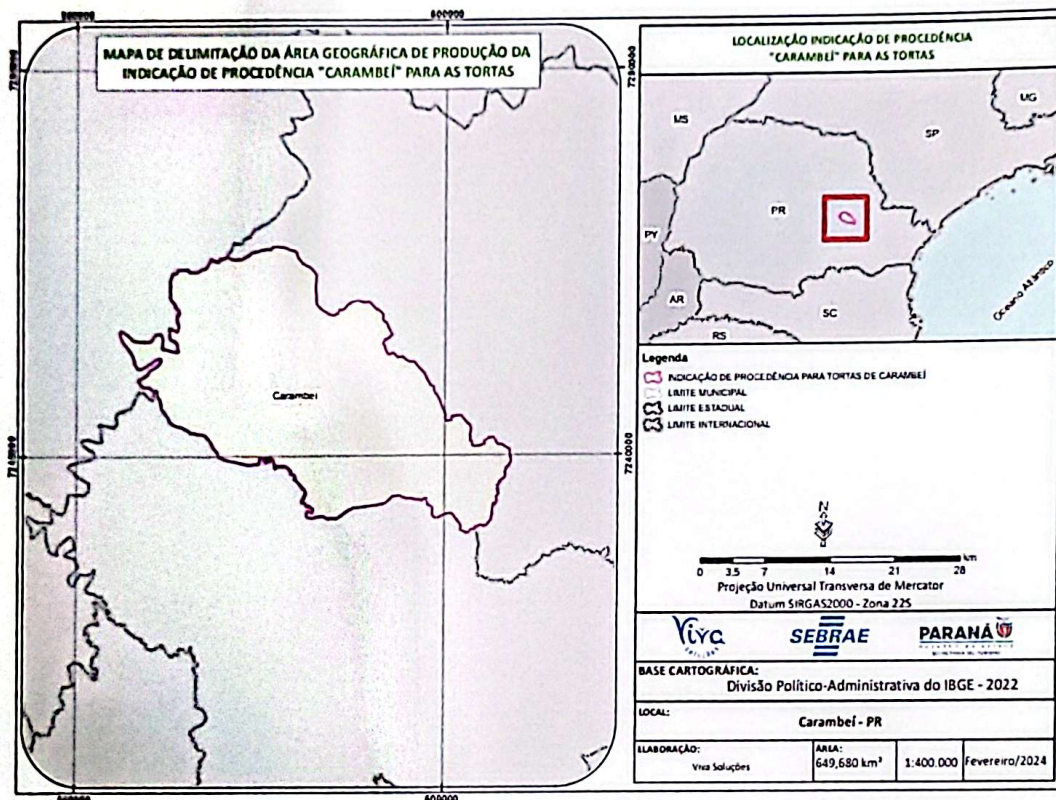 600000
MAPA DE DELIMITAÇÃO DA ÁREA GEOGRÁFICA DE PRODUÇÃO DA
INDICAÇÃO DE PROCEDÊNCIA "CARAMBEÍ" PARA AS TORTAS
Carambeí
7240000
7240000
LOCALIZAÇÃO INDICAÇÃO DE PROCEDÊNCIA
"CARAMBEÍ" PARA AS TORTAS
MS
MG
SP
PR
PY
AR
SC
RS
Oceano Atlântico
Legenda
INDICAÇÃO DE PROCEDÊNCIA PARA TORTAS DE CARAMBEÍ
LIMITE MUNICIPAL
LIMITE ESTADUAL
LIMITE INTERNACIONAL
N
km
0 3.5 7 14 21 28
Projeção Universal Transversa de Mercator
Datum SIRGAS2000 - Zona 22S
Viva SEBRAE PARANÁ
BASE CARTOGRÁFICA:
Divisão Político-Administrativa do IBGE - 2022
LOCAL:
Carambeí - PR
ELABORAÇÃO:
Viva Soluções
ÁREA:
649,680 km²
1:400.000
Fevereiro/2024